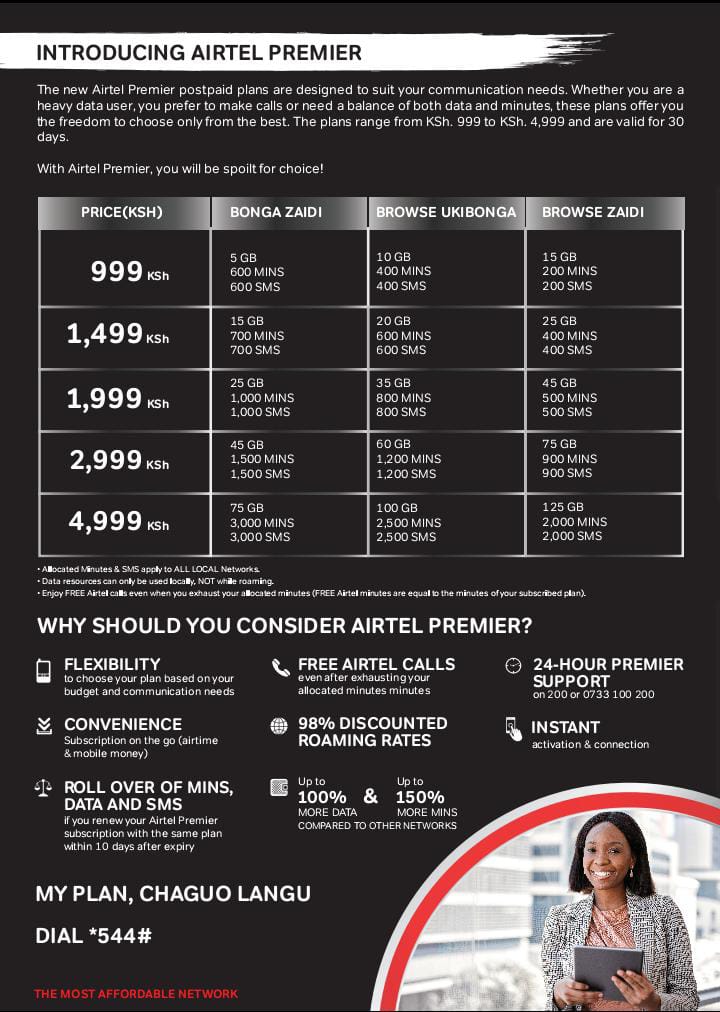 INTRODUCING AIRTEL PREMIER
The new Airtel Premier postpaid plans are designed to suit your communication needs. Whether you are a
heavy data user, you prefer to make calls or need a balance of both data and minutes, these plans offer you
the freedom to choose only from the best. The plans range from KSh. 999 to KSh. 4,999 and are valid for 30
days.
With Airtel Premier, you will be spoilt for choice!
PRICE(KSH) BONGA ZAIDI BROWSE UKIBONGA BROWSE ZAIDI
999 KSh
5 GB
600 MINS
600 SMS
10 GB
400 MINS
400 SMS
15 GB
200 MINS
200 SMS
1,499 KSh
15 GB
700 MINS
700 SMS
20 GB
600 MINS
600 SMS
25 GB
400 MINS
400 SMS
1,999 KSh
25 GB
1,000 MINS
1,000 SMS
35 GB
800 MINS
800 SMS
45 GB
500 MINS
500 SMS
2,999 KSh
45 GB
1,500 MINS
1,500 SMS
60 GB
1,200 MINS
1,200 SMS
75 GB
900 MINS
900 SMS
4,999 KSh
75 GB
3,000 MINS
3,000 SMS
100 GB
2,500 MINS
2,500 SMS
125 GB
2,000 MINS
2,000 SMS
• Allocated Minutes & SMS apply to ALL LOCAL Networks.
• Data resources can only be used locally, NOT while roaming.
• Enjoy FREE Airtel calls even when you exhaust your allocated minutes (FREE Airtel minutes are equal to the minutes of your subscribed plan).
WHY SHOULD YOU CONSIDER AIRTEL PREMIER?
FLEXIBILITY
to choose your plan based on your
budget and communication needs
FREE AIRTEL CALLS
even after exhausting your
allocated minutes minutes
24-HOUR PREMIER
SUPPORT
on 200 or 0733 100 200
CONVENIENCE
Subscription on the go (airtime
& mobile money)
98% DISCOUNTED
ROAMING RATES
INSTANT
activation & connection
ROLL OVER OF MINS,
DATA AND SMS
if you renew your Airtel Premier
subscription with the same plan
within 10 days after expiry
Up to
100%
MORE DATA
&
Up to
150%
MORE MINS
COMPARED TO OTHER NETWORKS
MY PLAN, CHAGUO LANGU
DIAL *544#
THE MOST AFFORDABLE NETWORK